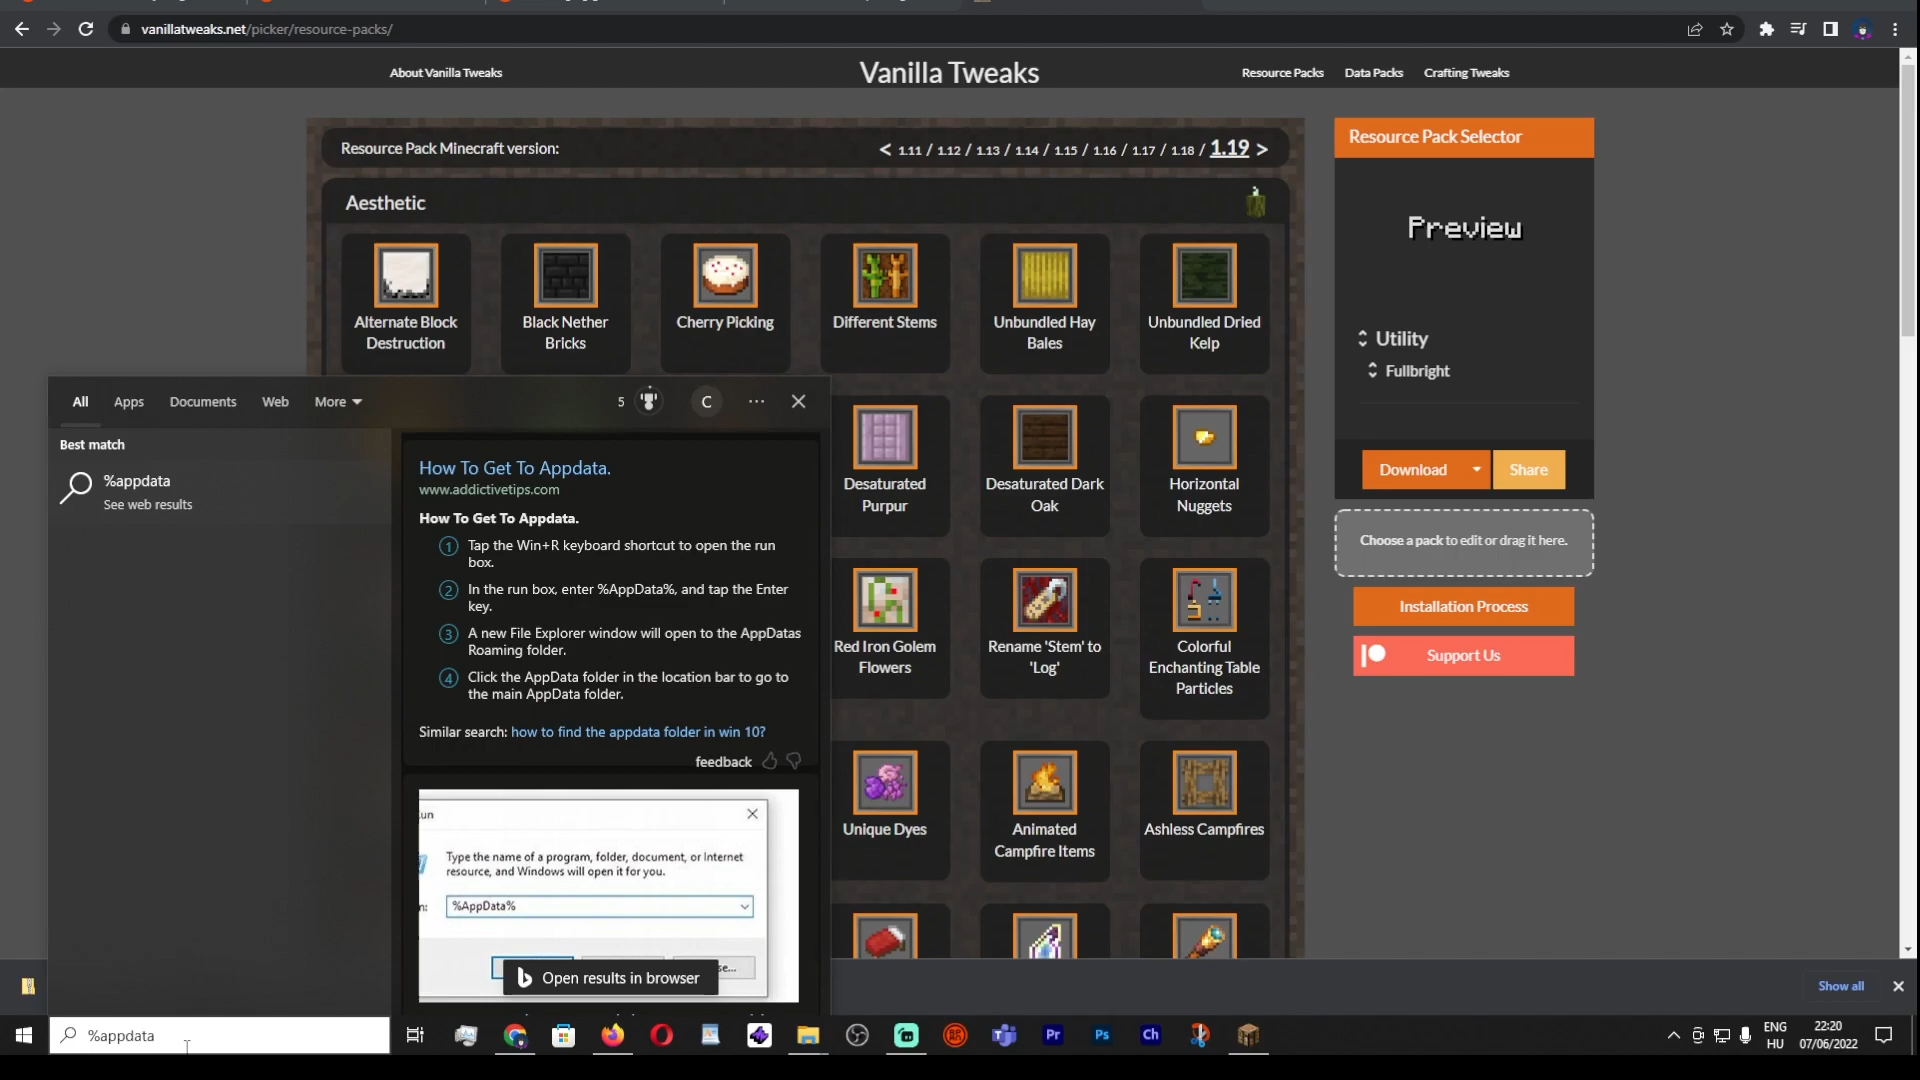 vanillatweaks.net/picker/resource-packs/
About Vanilla Tweaks
Vanilla Tweaks
Resource Packs
Data Packs
Crafting Tweaks
Resource Pack Minecraft version:
< 1.11 / 1.12 / 1.13 / 1.14 / 1.15 / 1.16 / 1.17 / 1.18 / 1.19 >
Resource Pack Selector
Aesthetic
Preview
Alternate Block
Destruction
Black Nether
Bricks
Cherry Picking
Different Stems
Unbundled Hay
Bales
Unbundled Dried
Kelp
Utility
Fullbright
All
Apps
Documents
Web
More
5
C
Best match
%appdata
See web results
How To Get To Appdata.
www.addictivetips.com
How To Get To Appdata.
1 Tap the Win+R keyboard shortcut to open the run
box.
2 In the run box, enter %AppData%, and tap the Enter
key.
3 A new File Explorer window will open to the AppDatas
Roaming folder.
4 Click the AppData folder in the location bar to go to
the main AppData folder.
Similar search: how to find the appdata folder in win 10?
feedback
un
Type the name of a program, folder, document, or Internet
resource, and Windows will open it for you.
n:
%AppData%
se...
Open results in browser
Desaturated
Purpur
Desaturated Dark
Oak
Horizontal
Nuggets
Download
Share
Choose a pack to edit or drag it here.
Red Iron Golem
Flowers
Rename 'Stem' to
'Log'
Colorful
Enchanting Table
Particles
Installation Process
Support Us
Unique Dyes
Animated
Campfire Items
Ashless Campfires
Show all
%appdata
Pr
Ps
Ch
ENG
HU
22:20
07/06/2022